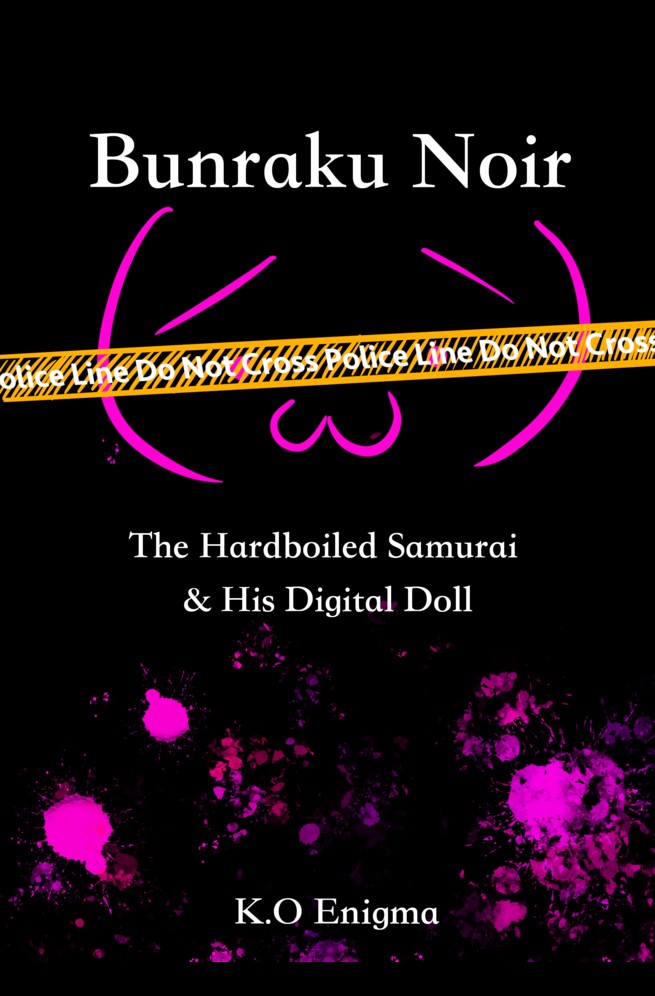 Bunraku Noir
olice Line Do Not Cross Police Line Do Not Cross
The Hardboiled Samurai
& His Digital Doll
K.O Enigma